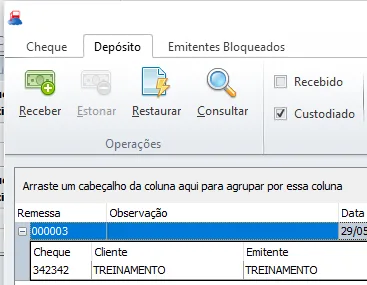 Cheque Depósito Emitentes Bloqueados
Receber Estonar Restaurar Consultar
Recebido
Custodiado
Operações
Arraste um cabeçalho da coluna aqui para agrupar por essa coluna
Remessa Observação Data
000003 29/05
Cheque Cliente Emitente
342342 TREINAMENTO TREINAMENTO